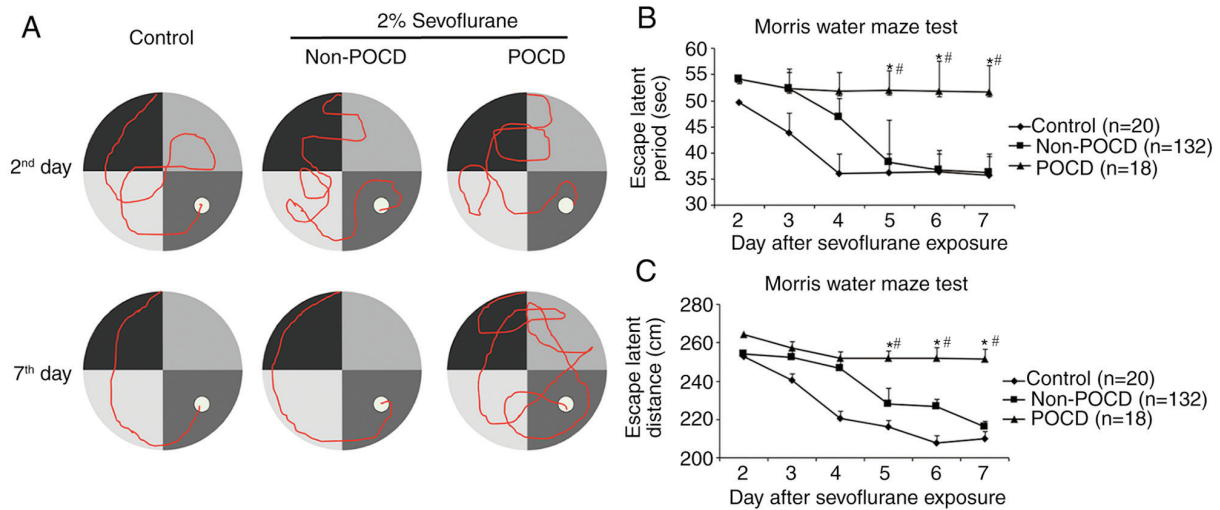 A
Control
2% Sevoflurane
Non-POCD
POCD
2nd day
7th day
B
Morris water maze test
Escape latent
period (sec)
60
55
50
45
40
35
30
2 3 4 5 6 7
*# *# *#
Day after sevoflurane exposure
Control (n=20)
Non-POCD (n=132)
POCD (n=18)
C
Morris water maze test
Escape latent
distance (cm)
280
260
240
220
200
2 3 4 5 6 7
*# *# *#
Day after sevoflurane exposure
Control (n=20)
Non-POCD (n=132)
POCD (n=18)